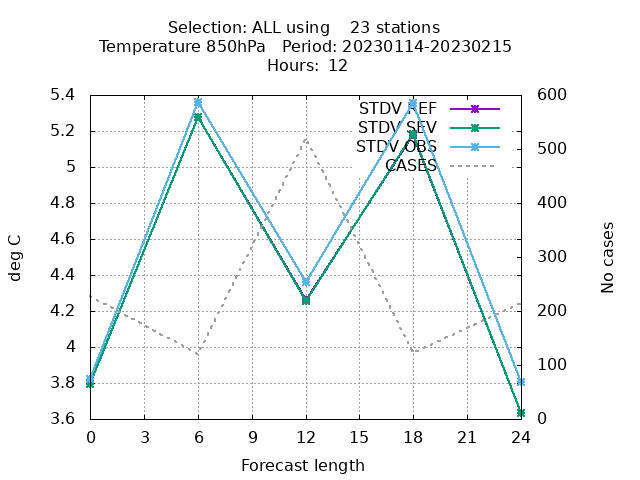 Selection: ALL using 23 stations
Temperature 850hPa Period: 20230114-20230215
Hours: 12
5.4
5.2
5
4.8
4.6
4.4
4.2
4
3.8
3.6
deg C
STDV REF
STDV SEV
STDV OBS
CASES
600
500
400
300
200
100
0
No cases
0 3 6 9 12 15 18 21 24
Forecast length